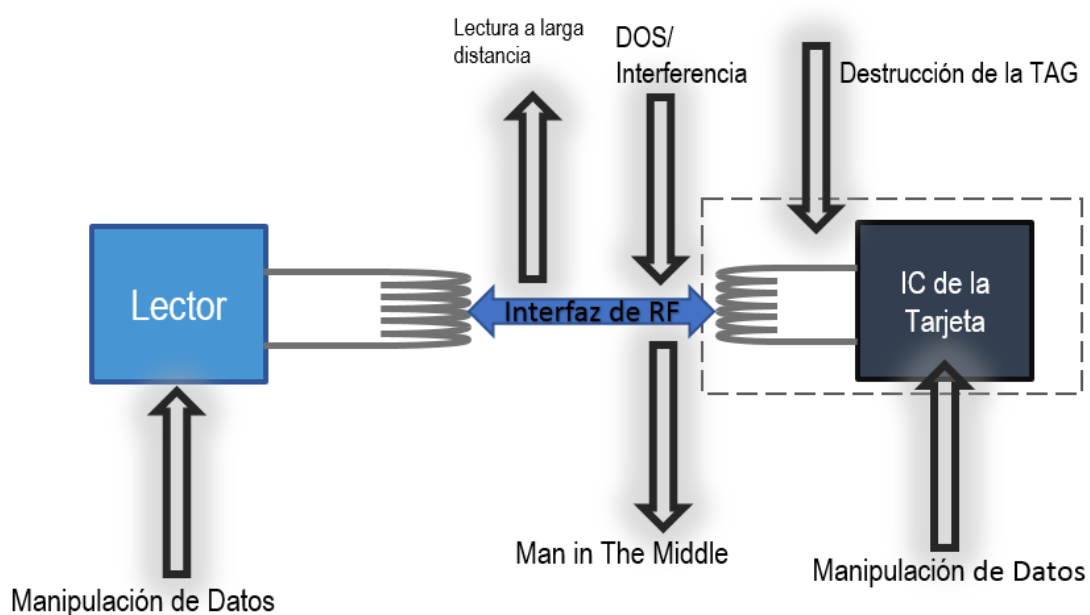 Lectura a larga
distancia
DOS/
Interferencia
Destrucción de la TAG
Lector
Interfaz de RF
IC de la
Tarjeta
Man in The Middle
Manipulación de Datos
Manipulación de Datos